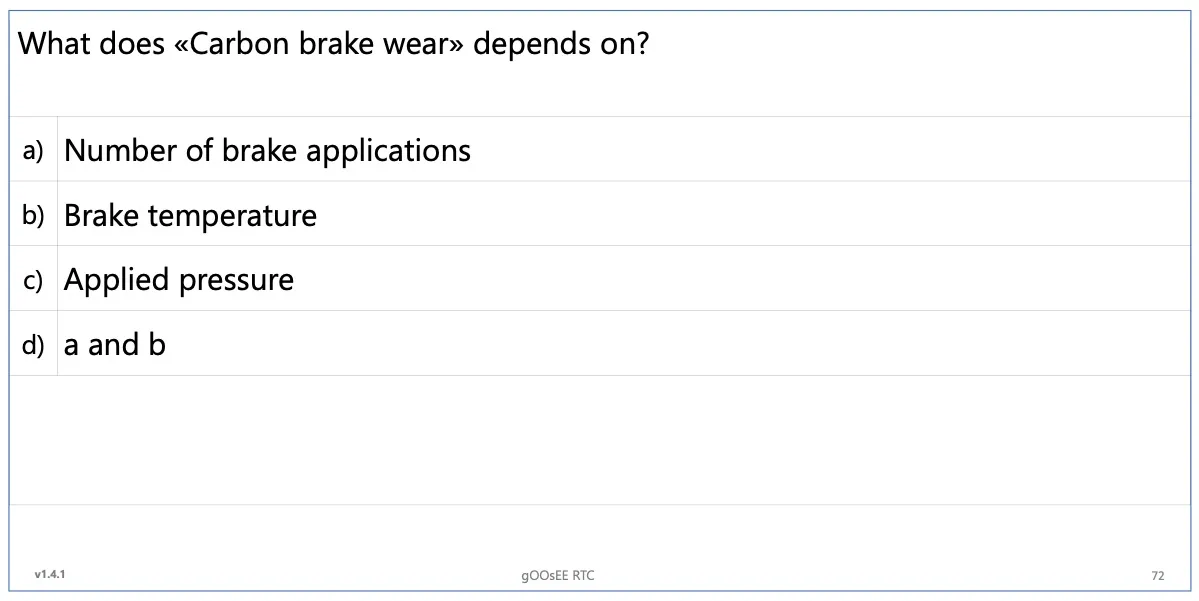 What does «Carbon brake wear» depends on?
a) Number of brake applications
b) Brake temperature
c) Applied pressure
d) a and b
v1.4.1 gOOsEE RTC 72